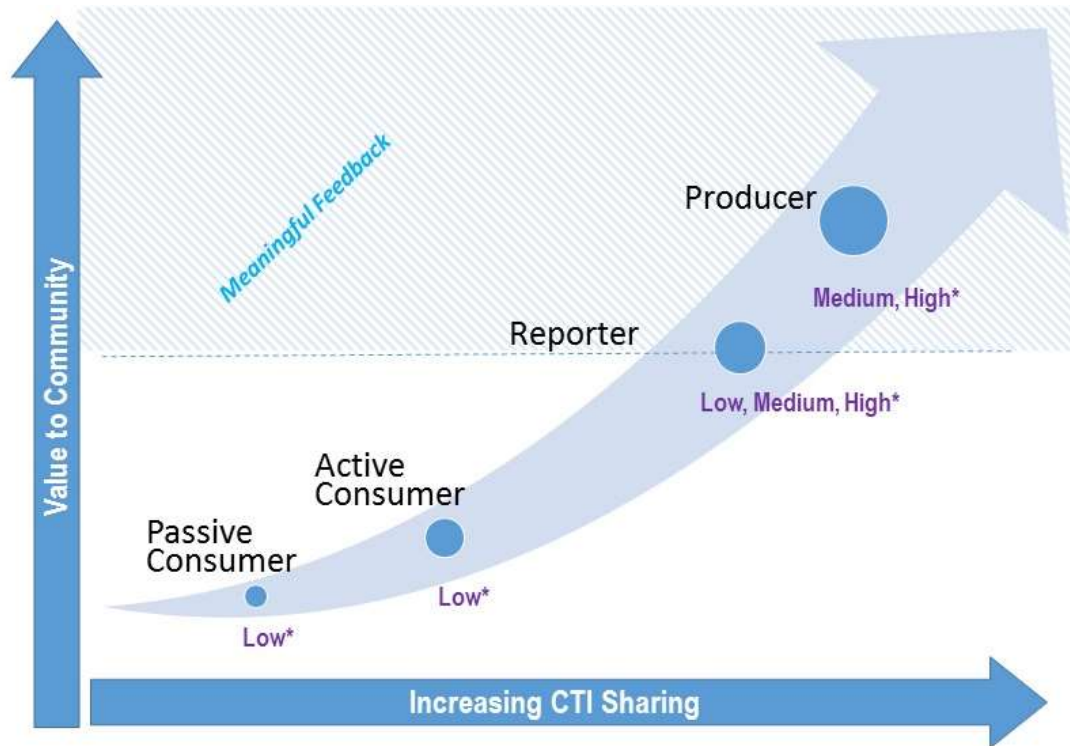 Value to Community
Meaningful Feedback
Producer
Medium, High*
Reporter
Low, Medium, High*
Active
Consumer
Low*
Passive
Consumer
Low*
Increasing CTI Sharing